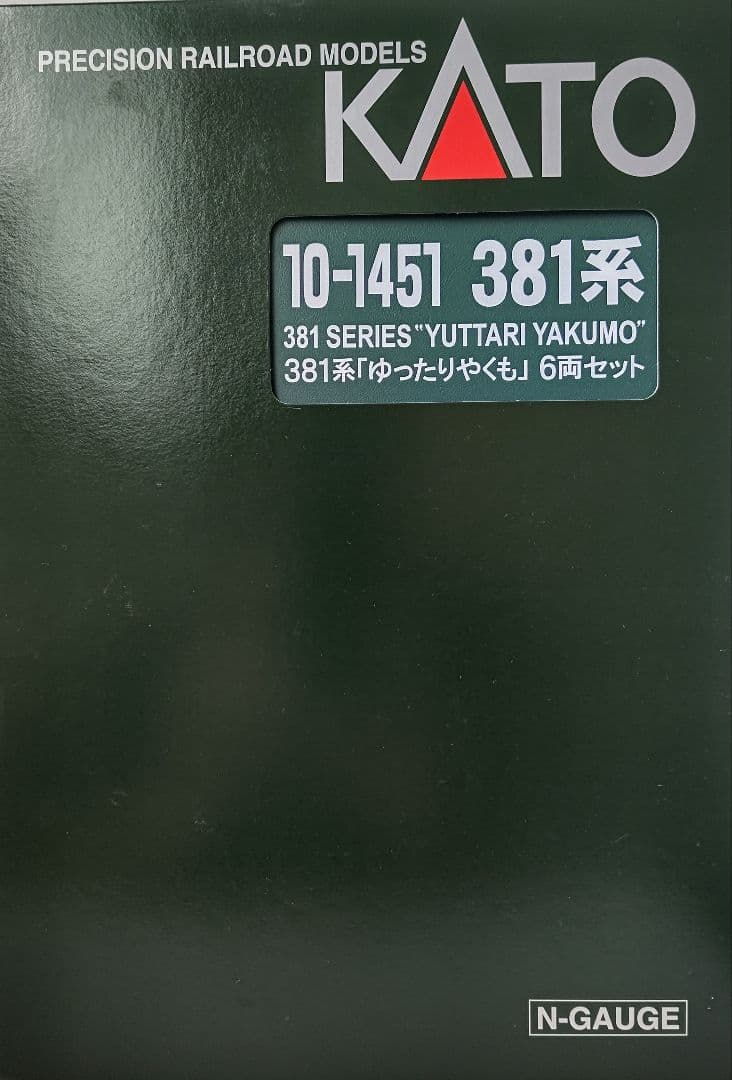 PRECISION RAILROAD MODELS
KATO
10-1451 381系
381 SERIES "YUTTARI YAKUMO"
381系「ゆったりやくも」 6両セット
N-GAUGE